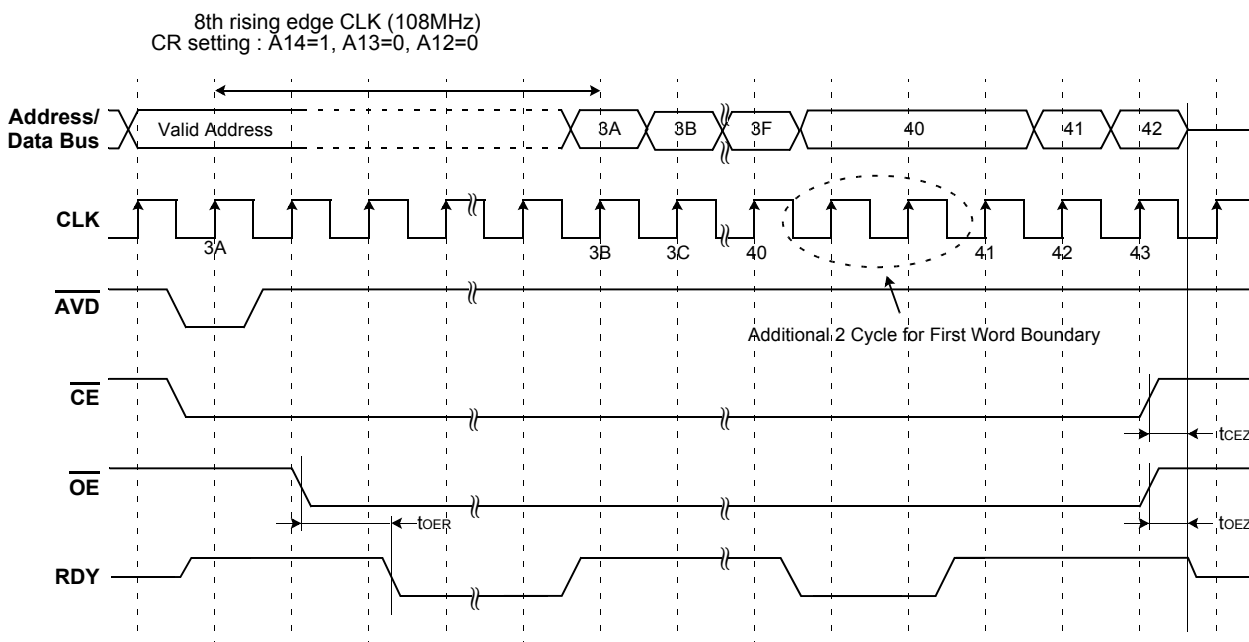 8th rising edge CLK (108MHz)
CR setting : A14=1, A13=0, A12=0
Address/
Data Bus
Valid Address
3A
3B
3F
40
41
42
CLK
3A
3B
3C
40
41
42
43
AVD
Additional 2 Cycle for First Word Boundary
CE
tCEZ
OE
tOER
tOEZ
RDY